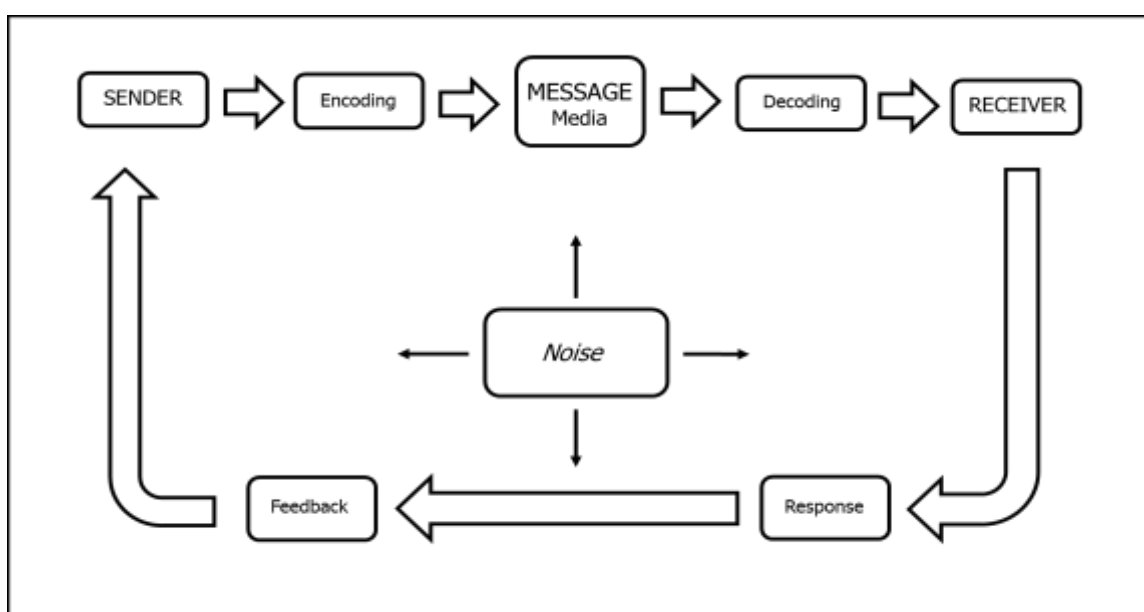 SENDER
Encoding
MESSAGE
Media
Decoding
RECEIVER
Noise
Feedback
Response